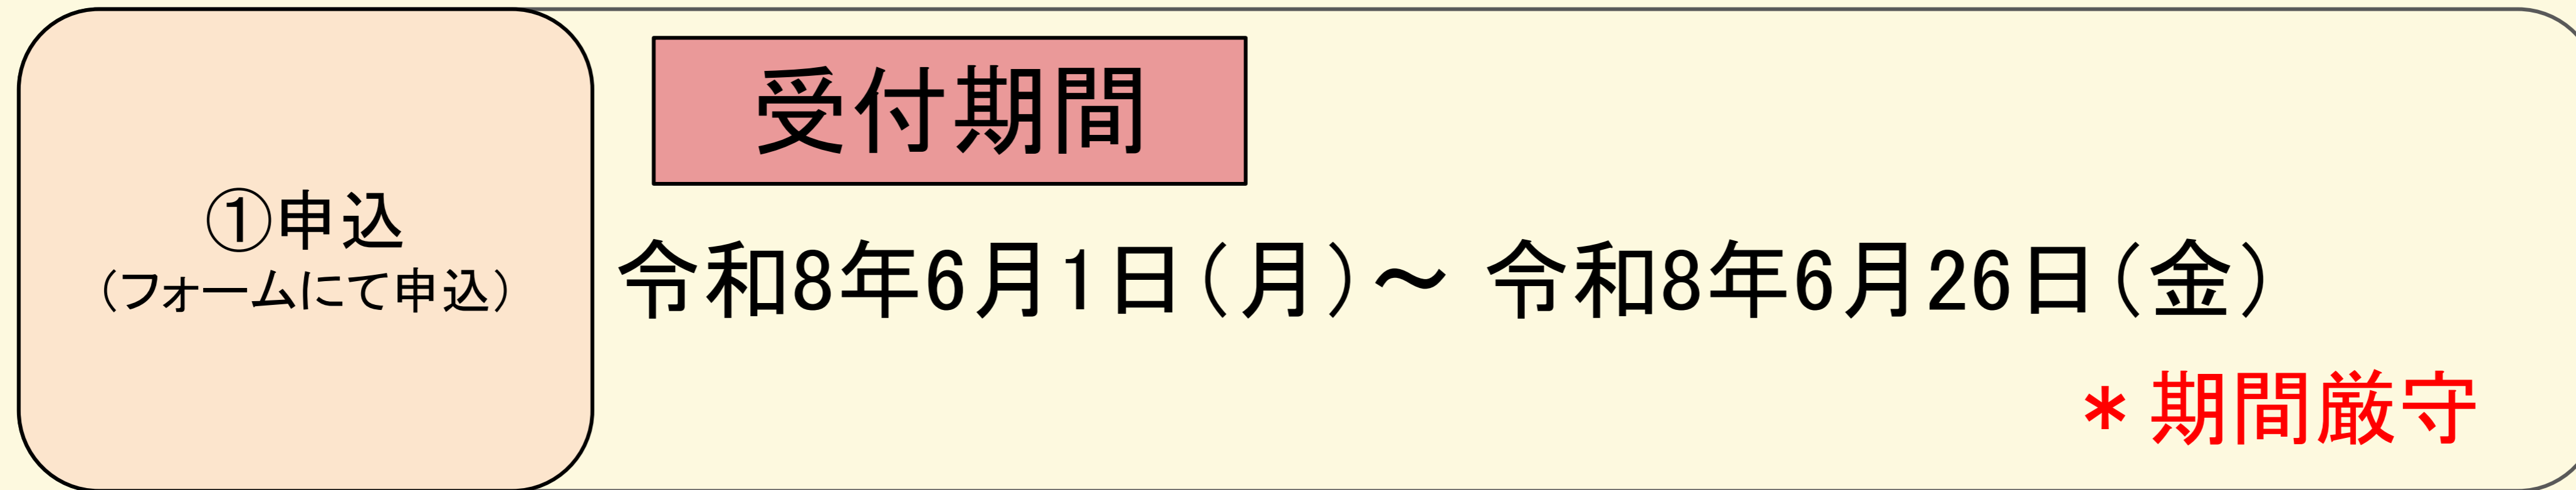 ①申込
(フォームにて申込)
受付期間
令和8年6月1日(月)～ 令和8年6月26日(金)
*期間厳守